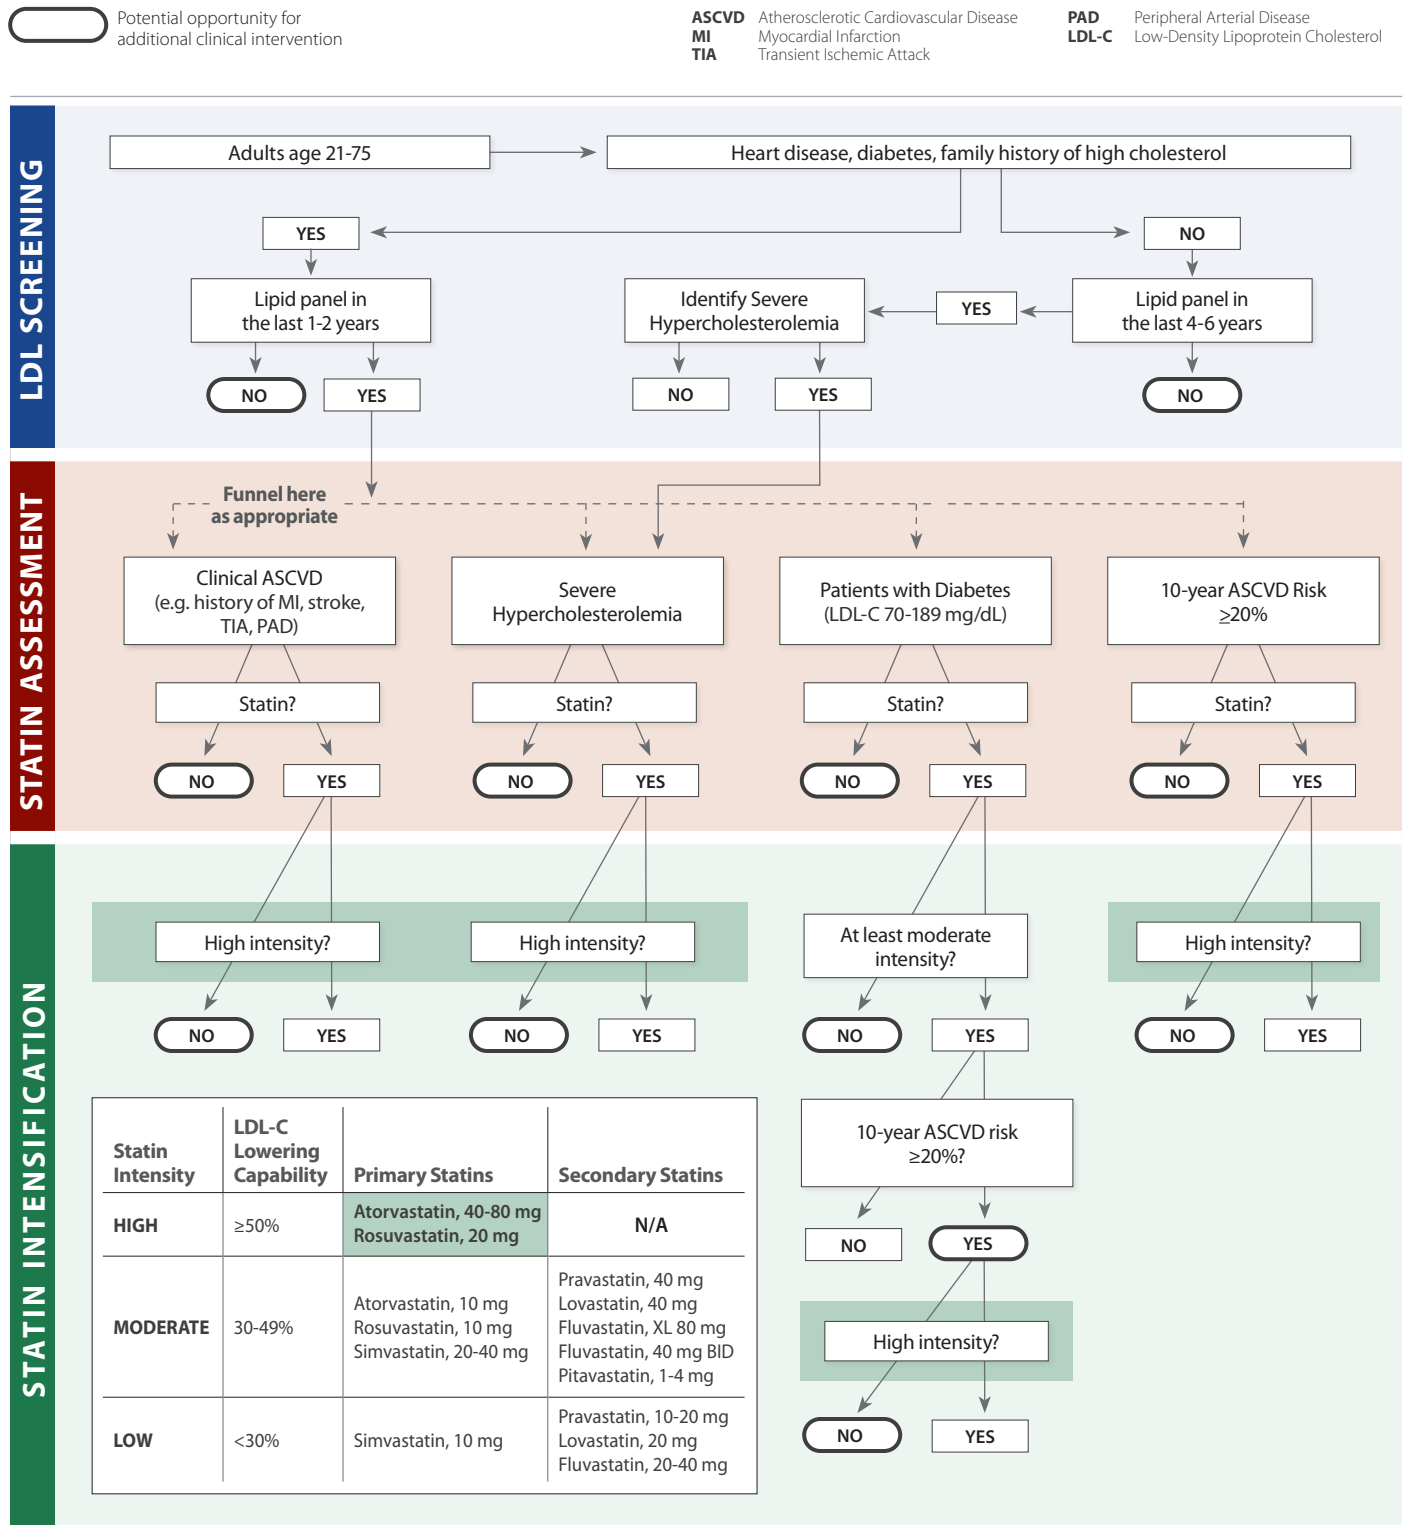 Potential opportunity for
additional clinical intervention
ASCVD Atherosclerotic Cardiovascular Disease
MI Myocardial Infarction
TIA Transient Ischemic Attack
PAD Peripheral Arterial Disease
LDL-C Low-Density Lipoprotein Cholesterol
LDL SCREENING
Adults age 21-75
Heart disease, diabetes, family history of high cholesterol
YES
NO
Lipid panel in
the last 1-2 years
Identify Severe
Hypercholesterolemia
YES
Lipid panel in
the last 4-6 years
NO
YES
NO
YES
NO
STATIN ASSESSMENT
Funnel here
as appropriate
Clinical ASCVD
(e.g. history of MI, stroke,
TIA, PAD)
Severe
Hypercholesterolemia
Patients with Diabetes
(LDL-C 70-189 mg/dL)
10-year ASCVD Risk
≥20%
Statin?
Statin?
Statin?
Statin?
NO
YES
NO
YES
NO
YES
NO
YES
STATIN INTENSIFICATION
High intensity?
High intensity?
At least moderate
intensity?
High intensity?
NO
YES
NO
YES
NO
YES
NO
YES
10-year ASCVD risk
≥20%?
NO
YES
High intensity?
NO
YES
Statin
Intensity
LDL-C
Lowering
Capability
Primary Statins
Secondary Statins
HIGH
≥50%
Atorvastatin, 40-80 mg
Rosuvastatin, 20 mg
N/A
MODERATE
30-49%
Atorvastatin, 10 mg
Rosuvastatin, 10 mg
Simvastatin, 20-40 mg
Pravastatin, 40 mg
Lovastatin, 40 mg
Fluvastatin, XL 80 mg
Fluvastatin, 40 mg BID
Pitavastatin, 1-4 mg
LOW
<30%
Simvastatin, 10 mg
Pravastatin, 10-20 mg
Lovastatin, 20 mg
Fluvastatin, 20-40 mg